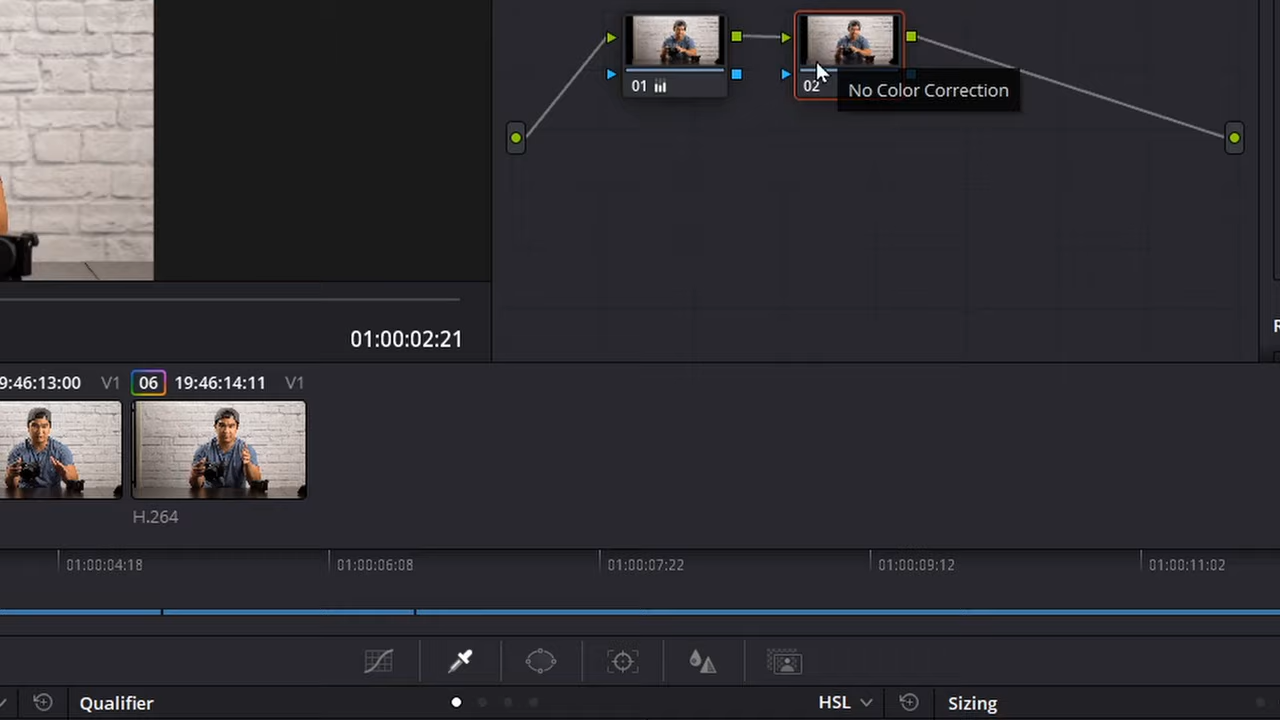 01
02
No Color Correction
01:00:02:21
9:46:13:00 V1 06 19:46:14:11 V1
H.264
01:00:04:18 01:00:06:08 01:00:07:22 01:00:09:12 01:00:11:02
Qualifier HSL Sizing